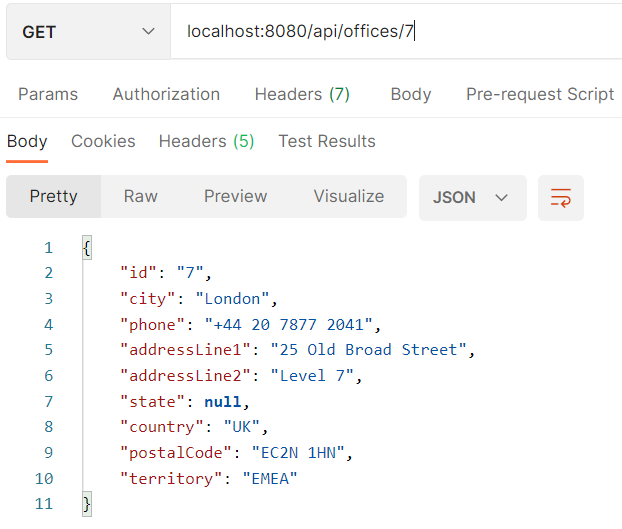 GET localhost:8080/api/offices/7
Params Authorization Headers (7) Body Pre-request Script
Body Cookies Headers (5) Test Results
Pretty Raw Preview Visualize JSON
1 {
2 "id": "7",
3 "city": "London",
4 "phone": "+44 20 7877 2041",
5 "addressLine1": "25 Old Broad Street",
6 "addressLine2": "Level 7",
7 "state": null,
8 "country": "UK",
9 "postalCode": "EC2N 1HN",
10 "territory": "EMEA"
11 }